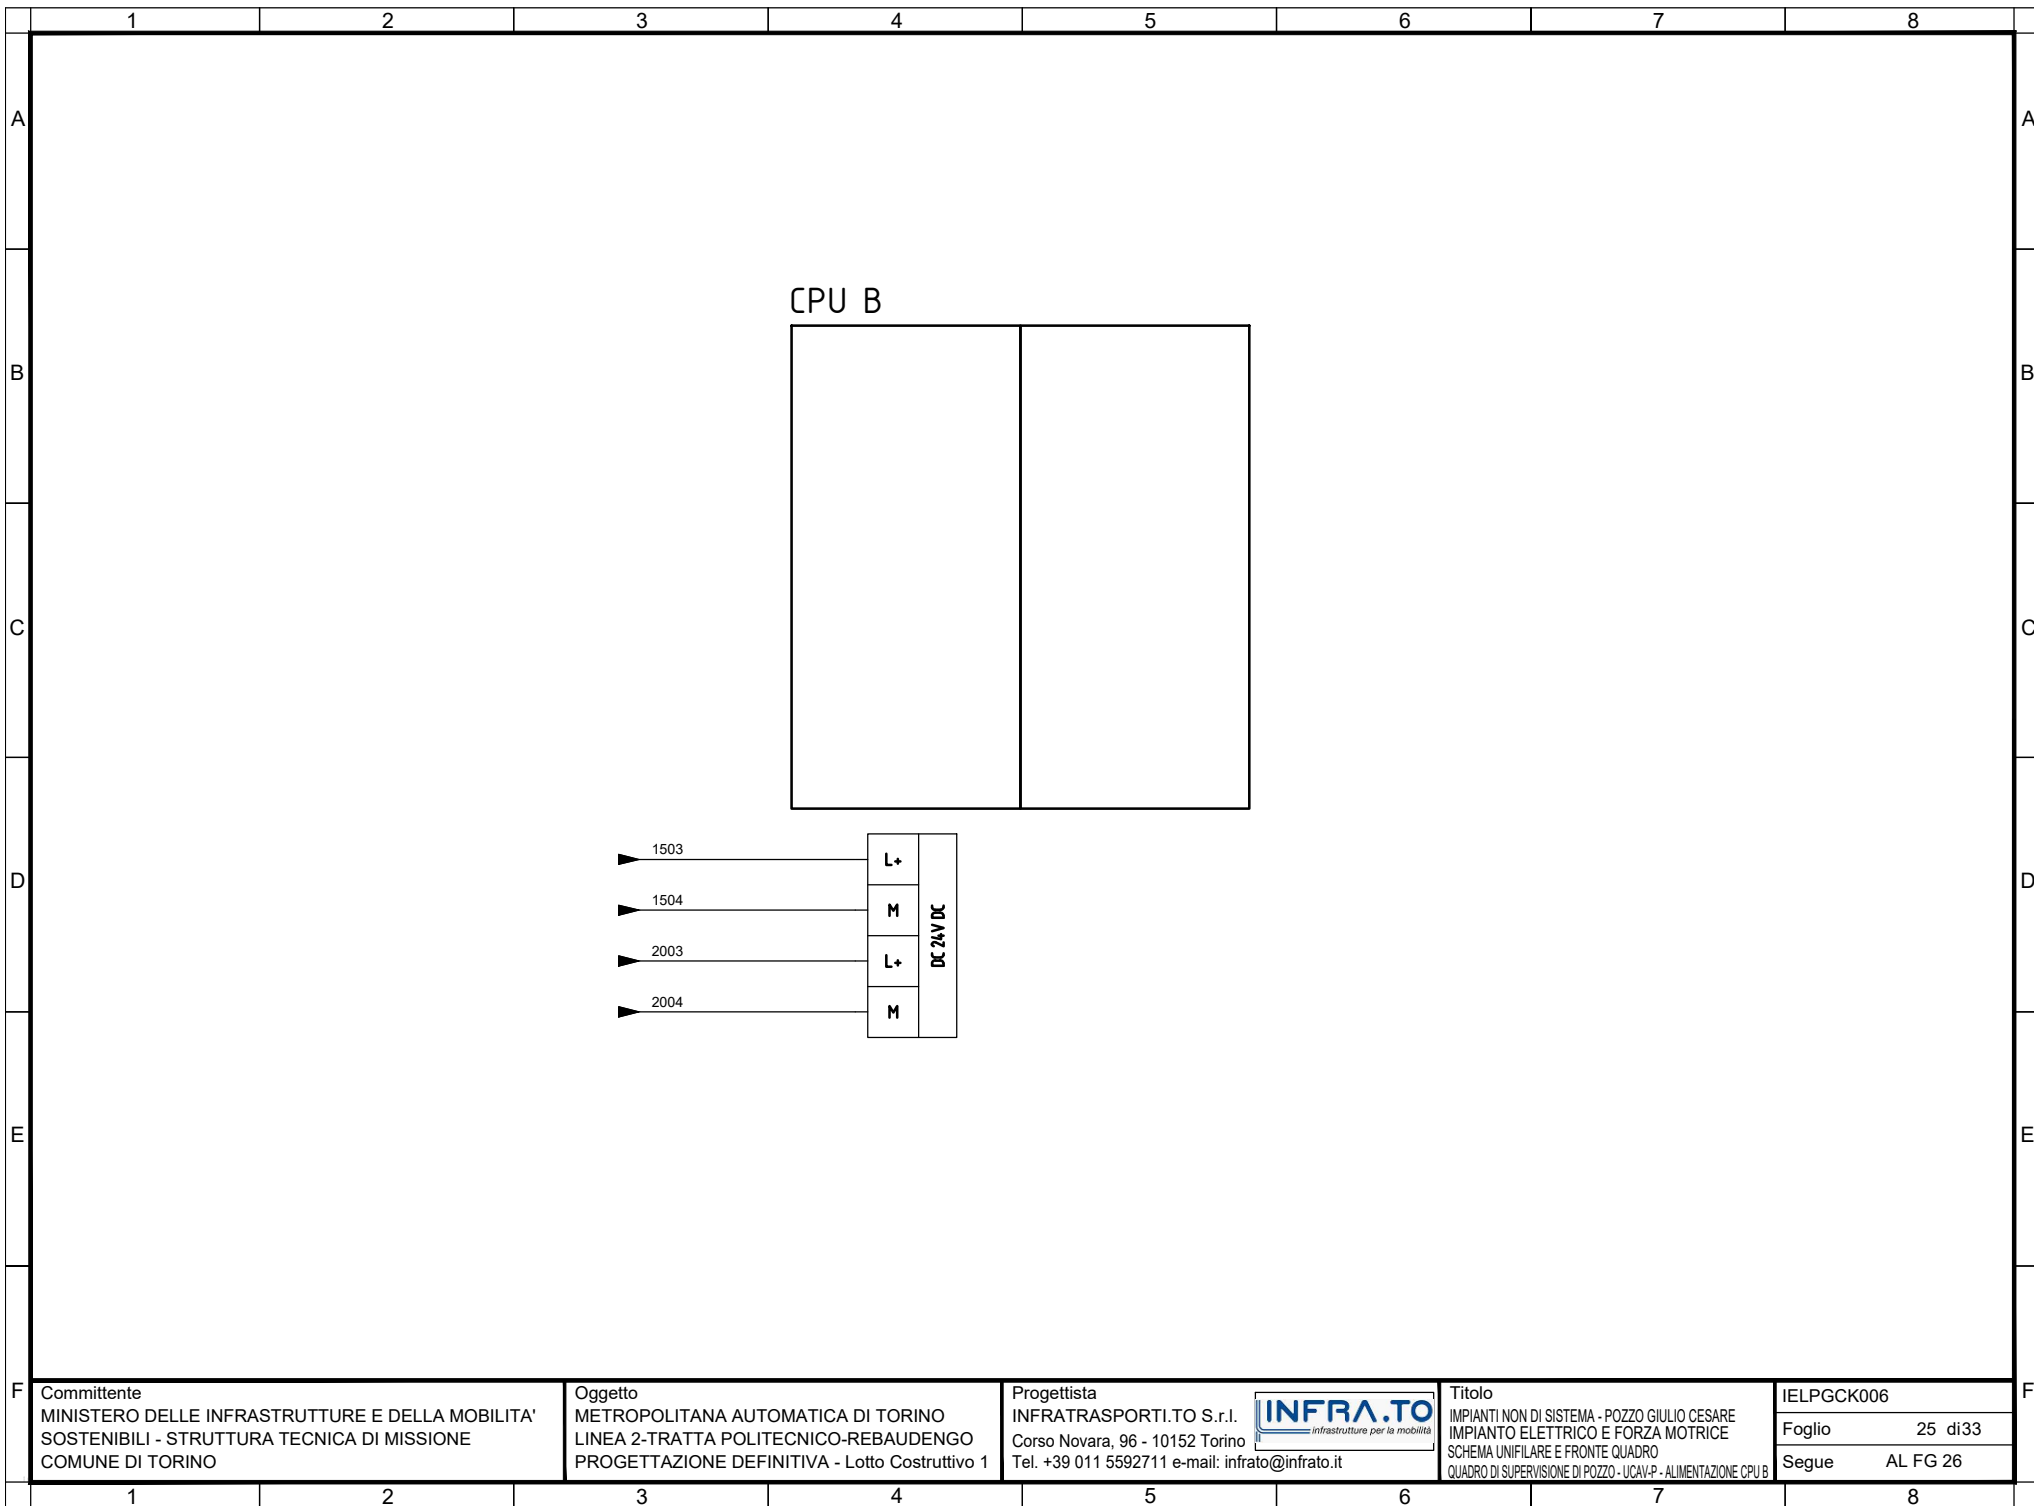 1 2 3 4 5 6 7 8
A A
CPU B
B B
C C
1503 L+
D D
1504 M
DC 24V DC
2003 L+
2004 M
E E
F F
Committente
MINISTERO DELLE INFRASTRUTTURE E DELLA MOBILITA'
SOSTENIBILI - STRUTTURA TECNICA DI MISSIONE
COMUNE DI TORINO
Oggetto
METROPOLITANA AUTOMATICA DI TORINO
LINEA 2-TRATTA POLITECNICO-REBAUDENGO
PROGETTAZIONE DEFINITIVA - Lotto Costruttivo 1
Progettista
INFRATRASPORTI.TO S.r.l.
Corso Novara, 96 - 10152 Torino
Tel. +39 011 5592711 e-mail: infrato@infrato.it
INFRA.TO
infrastrutture per la mobilità
Titolo
IMPIANTI NON DI SISTEMA - POZZO GIULIO CESARE
IMPIANTO ELETTRICO E FORZA MOTRICE
SCHEMA UNIFILARE E FRONTE QUADRO
QUADRO DI SUPERVISIONE DI POZZO - UCAV-P - ALIMENTAZIONE CPU B
IELPGCK006
Foglio 25 di33
Segue AL FG 26
1 2 3 4 5 6 7 8